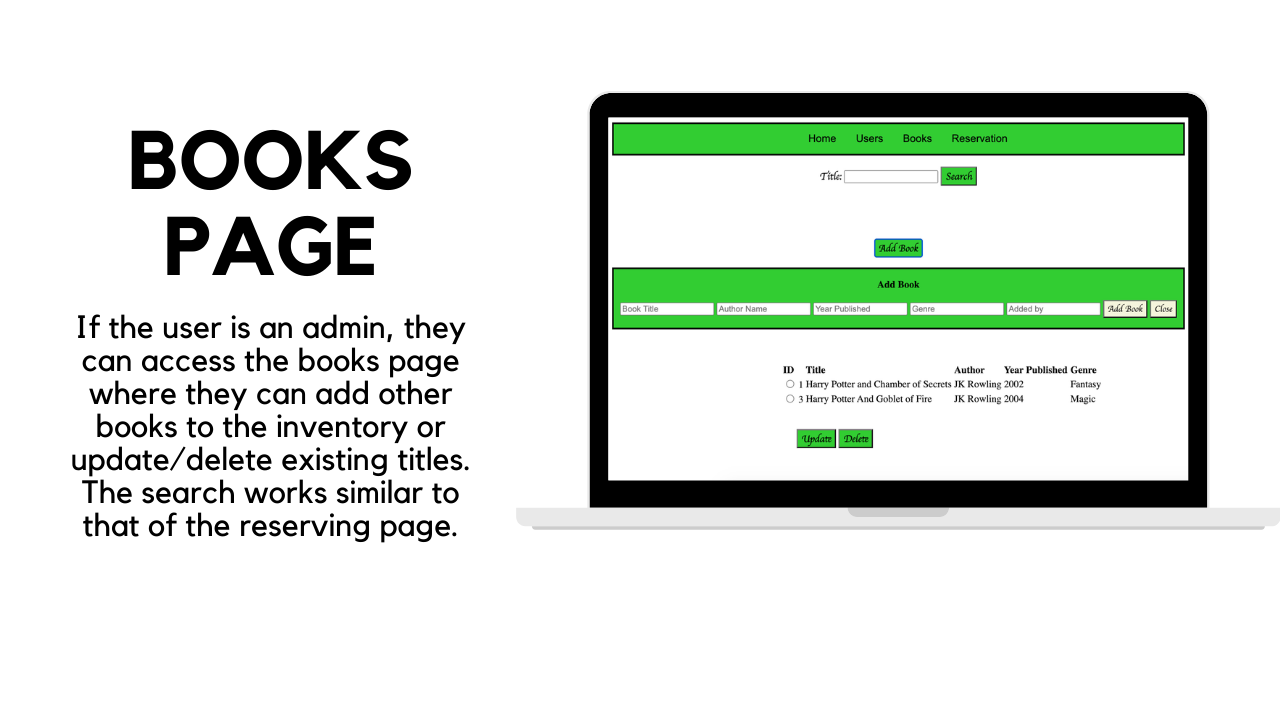 BOOKS
PAGE
If the user is an admin, they
can access the books page
where they can add other
books to the inventory or
update/delete existing titles.
The search works similar to
that of the reserving page.
Home Users Books Reservation
Title: Search
Add Book
Add Book
Book Title Author Name Year Published Genre Added by Add Book Close
ID Title Author Year Published Genre
1 Harry Potter and Chamber of Secrets JK Rowling 2002 Fantasy
3 Harry Potter And Goblet of Fire JK Rowling 2004 Magic
Update Delete